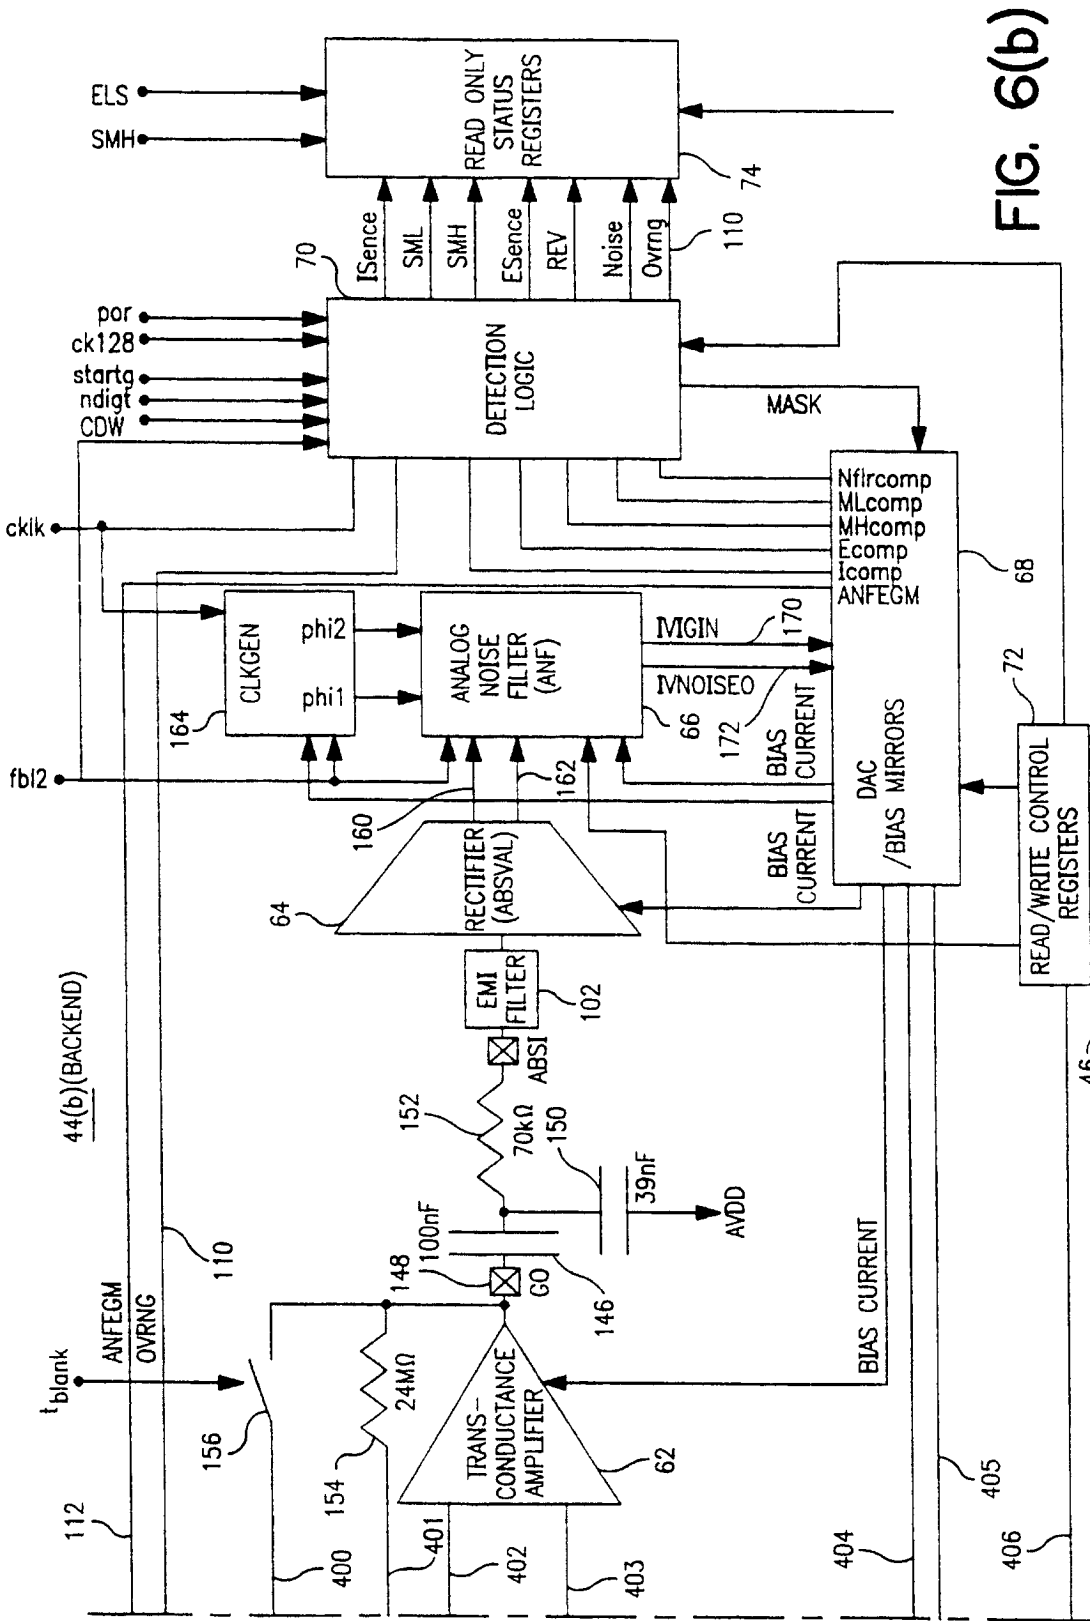 44(b)(BACKEND)
112
ANFEGM
OVRNG
110
t blank
156
400
24MΩ
154
401
402
403
TRANS-
CONDUCTANCE
AMPLIFIER
62
148
GO
100nF
146
152
70kΩ
150
39nF
AVDD
ABSI
EMI
FILTER
102
64
RECTIFIER
(ABSVAL)
160
162
fbl2
cklk
164
CLKGEN
phi1
phi2
ANALOG
NOISE
FILTER
(ANF)
66
IVIGIN
170
IVNOISEO
172
BIAS
CURRENT
BIAS
CURRENT
BIAS CURRENT
DAC
/BIAS MIRRORS
68
Nflrcomp
MLcomp
MHcomp
Ecomp
Icomp
ANFEGM
MASK
CDW
ndigt
startg
ck128
por
70
DETECTION
LOGIC
ISence
SML
SMH
ESence
REV
Noise
Ovrng
110
SMH
ELS
READ ONLY
STATUS
REGISTERS
74
72
READ/WRITE CONTROL
REGISTERS
404
405
406
46
FIG. 6(b)